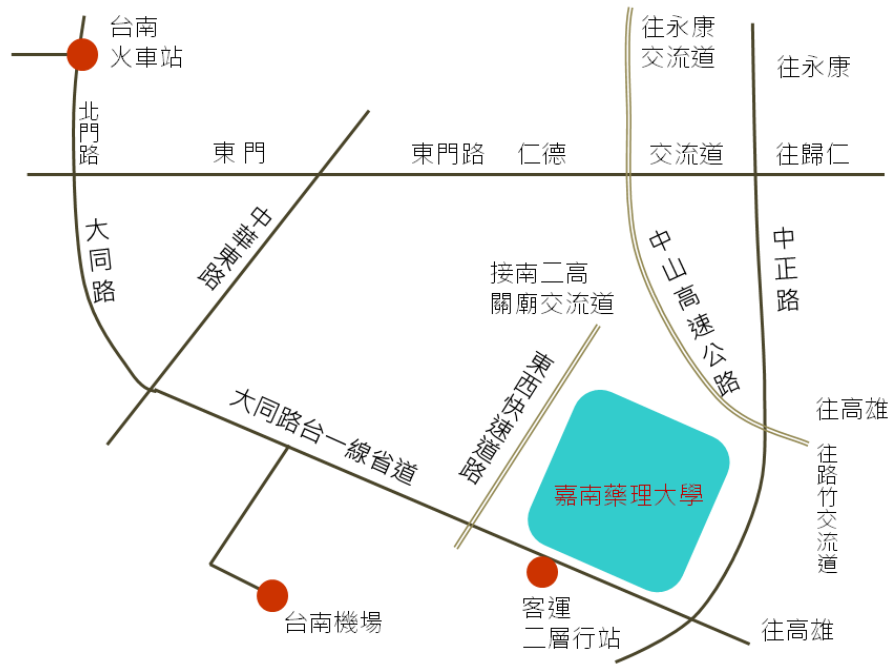 台南
火車站
往永康
交流道
往永康
北門路
東門
東門路
仁德
交流道
往歸仁
大同路
中華東路
接南二高
關廟交流道
中山高速公路
中正路
東西快速道路
大同路台一線省道
往高雄
往路竹交流道
嘉南藥理大學
台南機場
客運
二層行站
往高雄